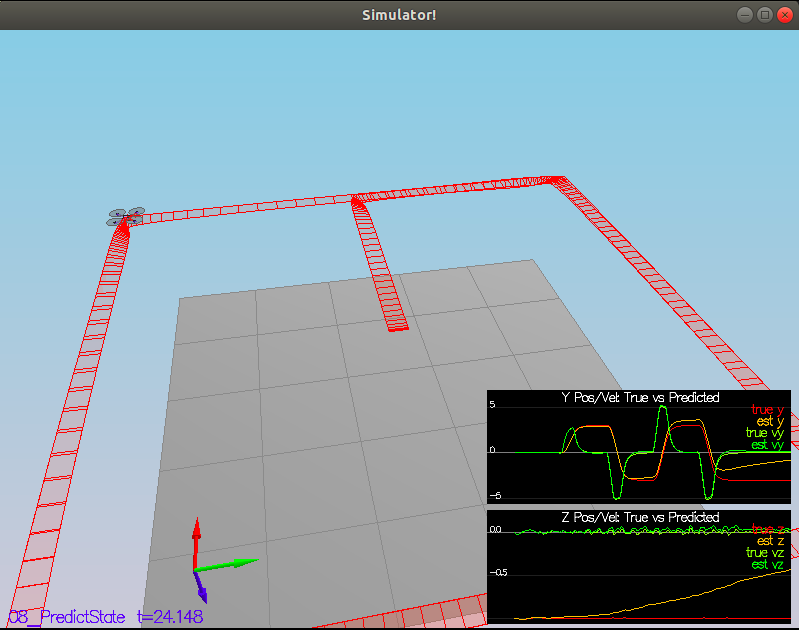 Simulator!
Y Pos/Vel: True vs Predicted
5
true y
est y
true vy
0
est vy
-5
Z Pos/Vel: True vs Predicted
0.0
true z
est z
true vz
est vz
-0.5
08_PredictState t=24.148